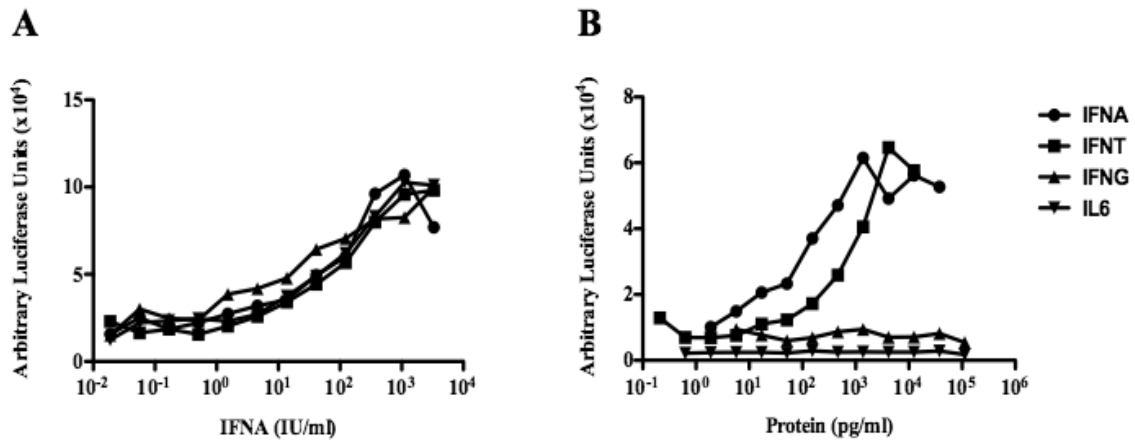 A
Arbitrary Luciferase Units (x10⁴)
15
10
5
0
10⁻² 10⁻¹ 10⁰ 10¹ 10² 10³ 10⁴
IFNA (IU/ml)
B
Arbitrary Luciferase Units (x10⁴)
8
6
4
2
0
10⁻¹ 10⁰ 10¹ 10² 10³ 10⁴ 10⁵ 10⁶
Protein (pg/ml)
IFNA
IFNT
IFNG
IL6